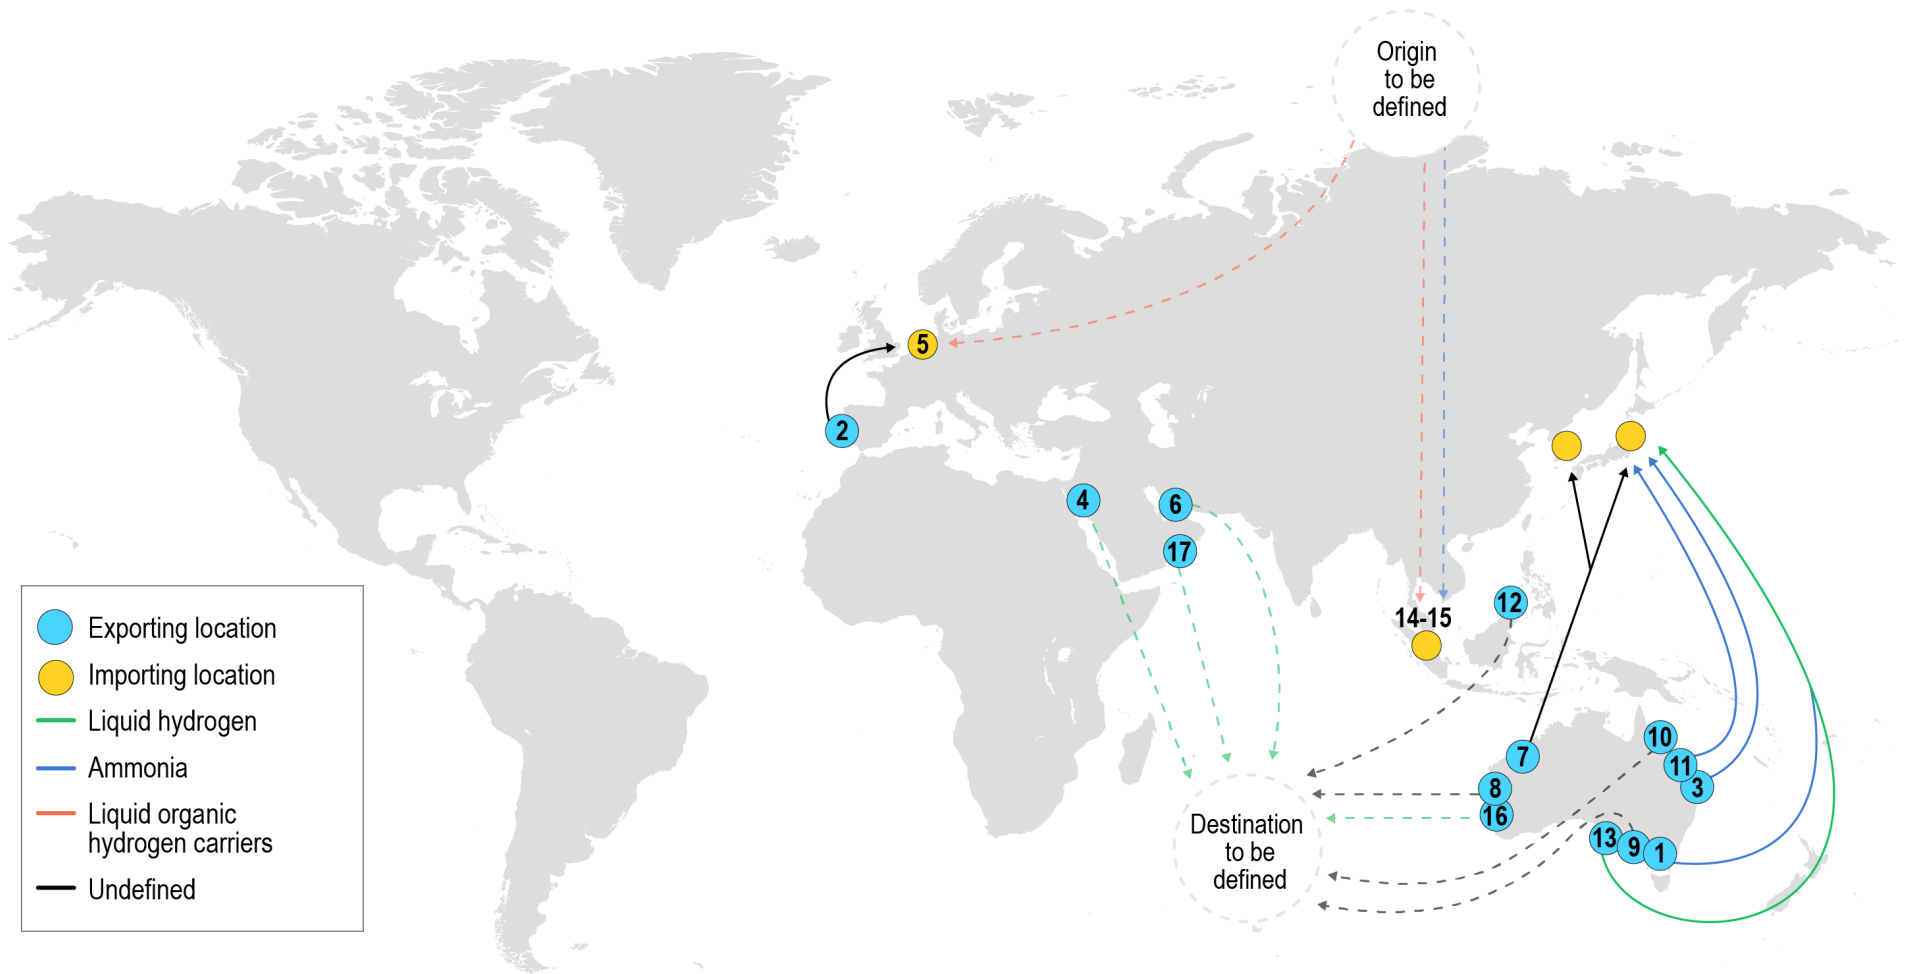 Origin
to be
defined
5
2
4
6
17
14-15
12
7
8
16
10
11
3
13
9
1
Destination
to be
defined
Exporting location
Importing location
Liquid hydrogen
Ammonia
Liquid organic
hydrogen carriers
Undefined